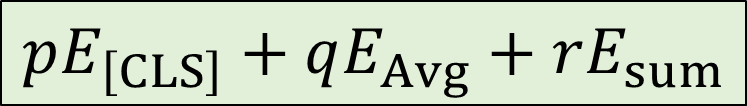 pE[CLS] + qEAvg + rEsum